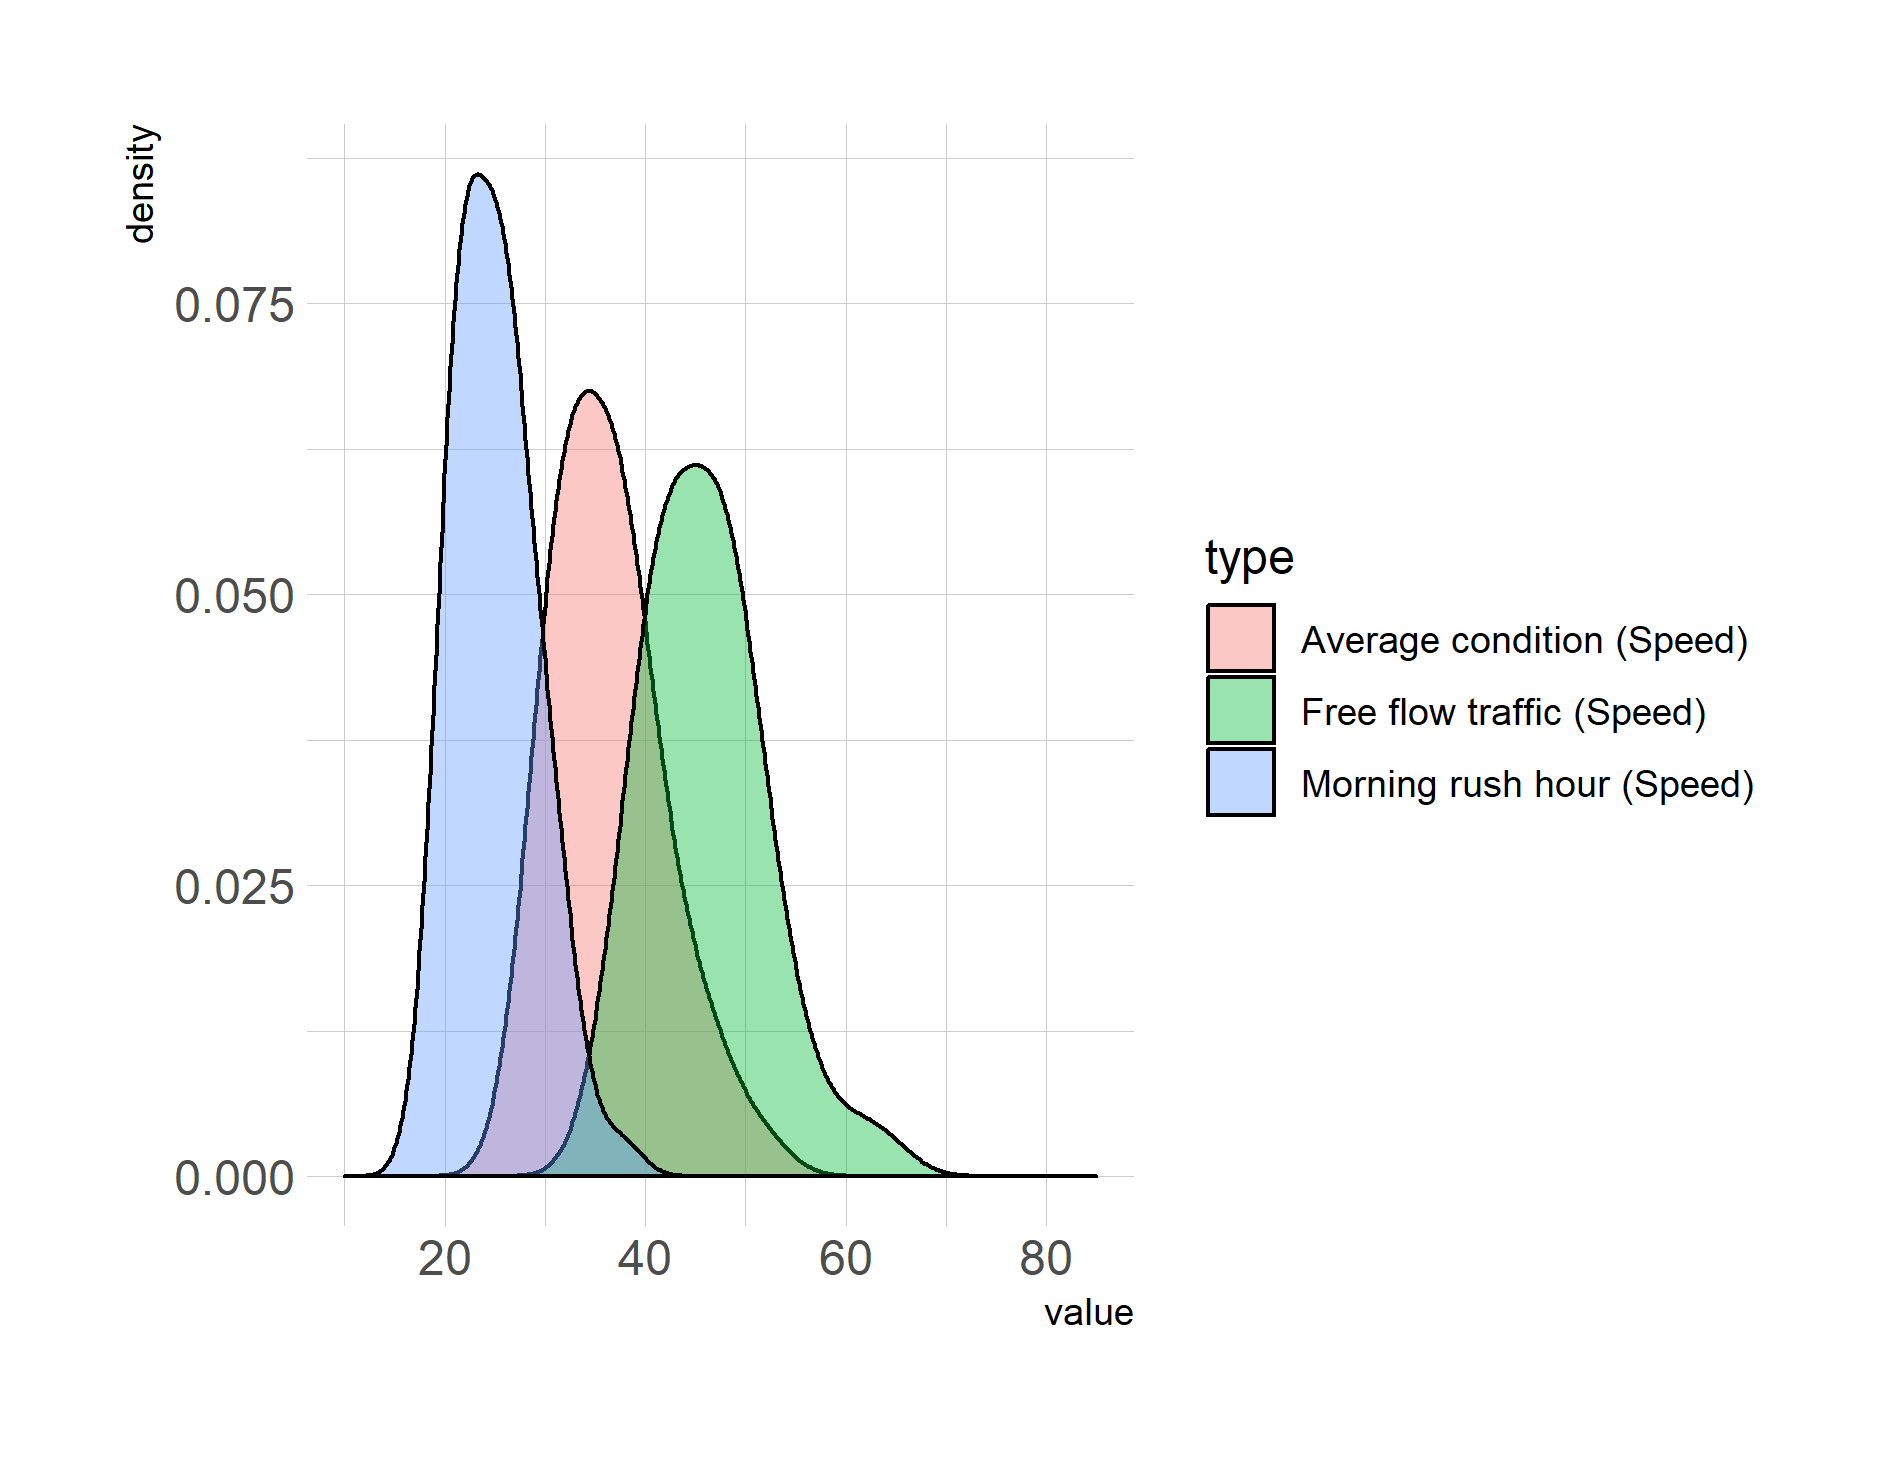 density
0.075
0.050
0.025
0.000
20 40 60 80
value
type
Average condition (Speed)
Free flow traffic (Speed)
Morning rush hour (Speed)